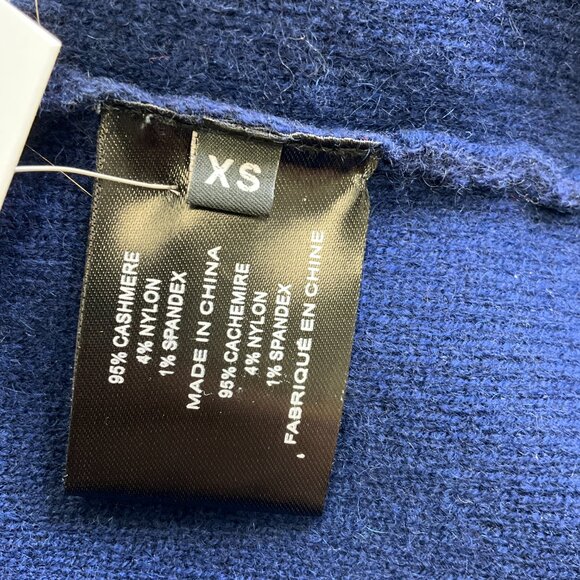 XS
95% CASHMERE
4% NYLON
1% SPANDEX
MADE IN CHINA
95% CACHEMIRE
4% NYLON
1% SPANDEX
FABRIQUÉ EN CHINE